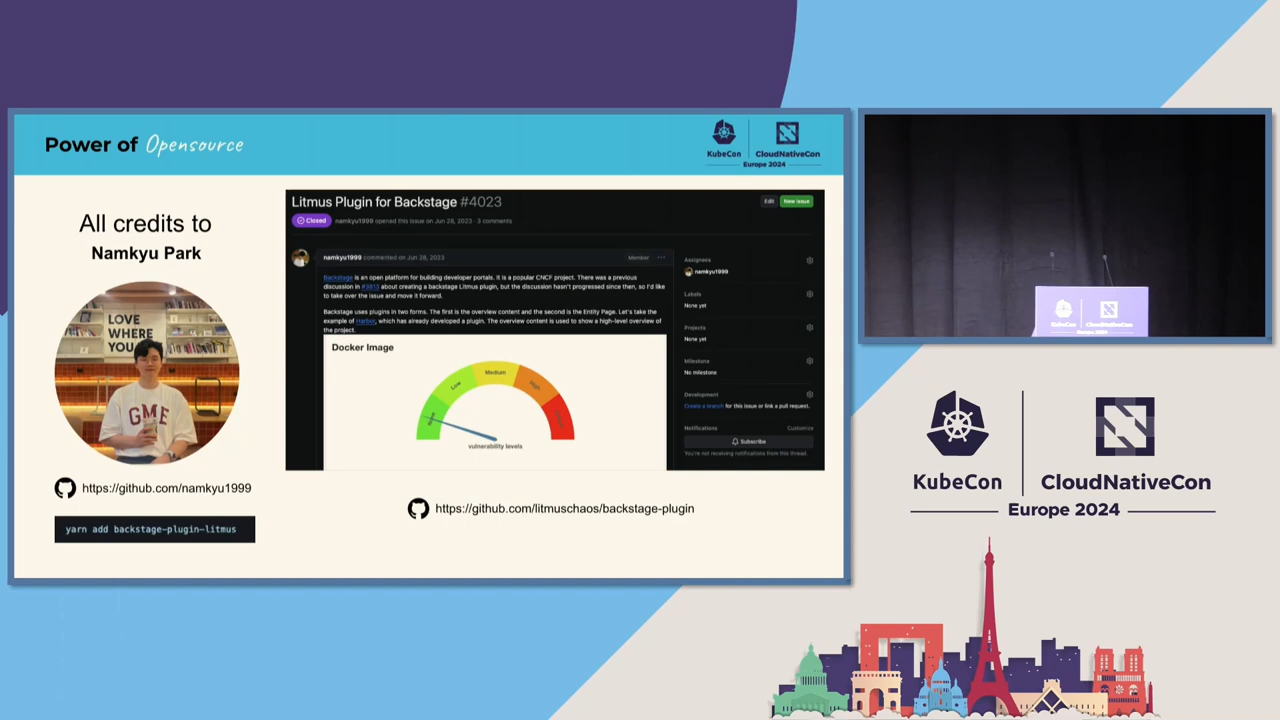 Power of Opensource
KubeCon
CloudNativeCon
Europe 2024
All credits to
Namkyu Park
LOVE
WHERE
YOU
GME
https://github.com/namkyu1999
yarn add backstage-plugin-litmus
Litmus Plugin for Backstage #4023
Edit
New issue
Closed
namkyu1999 opened this issue on Jun 28, 2023 · 3 comments
namkyu1999 commented on Jun 28, 2023
Member
Backstage is an open platform for building developer portals. It is a popular CNCF project. There was a previous
discussion in #3813 about creating a backstage Litmus plugin, but the discussion hasn't progressed since then, so I'd like
to take over the issue and move it forward.
Backstage uses plugins in two forms. The first is the overview content and the second is the Entity Page. Let's take the
example of Harbor, which has already developed a plugin. The overview content is used to show a high-level overview of
the project.
Docker Image
Low
Medium
High
vulnerability levels
Assignees
namkyu1999
Labels
None yet
Projects
None yet
Milestone
No milestone
Development
Create a branch for this issue or link a pull request.
Notifications
Customize
Subscribe
You're not receiving notifications from this thread.
https://github.com/litmuschaos/backstage-plugin
KubeCon
CloudNativeCon
KubeCon
CloudNativeCon
Europe 2024